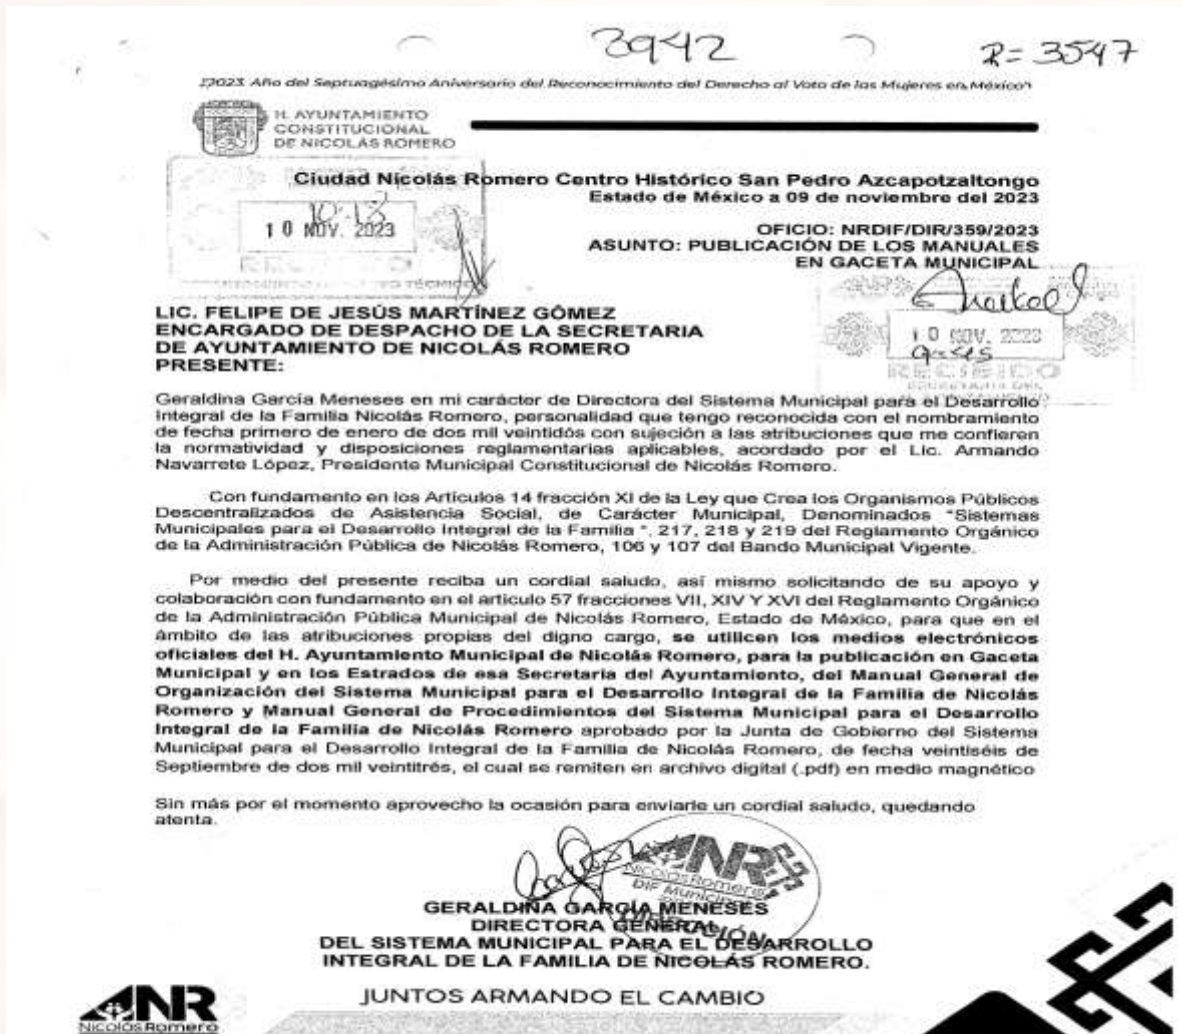 3942
R= 3547
"2023. Año del Septuagésimo Aniversario del Reconocimiento del Derecho al Voto de las Mujeres en México"
H. AYUNTAMIENTO
CONSTITUCIONAL
DE NICOLÁS ROMERO
Ciudad Nicolás Romero Centro Histórico San Pedro Azcapotzaltongo
Estado de México a 09 de noviembre del 2023
10:13
10 NOV. 2023
RECIBIDO
TÉCNICO
OFICIO: NRDIF/DIR/359/2023
ASUNTO: PUBLICACIÓN DE LOS MANUALES
EN GACETA MUNICIPAL
10 NOV. 2023
RECIBIDO
LIC. FELIPE DE JESÚS MARTÍNEZ GÓMEZ
ENCARGADO DE DESPACHO DE LA SECRETARIA
DE AYUNTAMIENTO DE NICOLÁS ROMERO
PRESENTE:
Geraldina García Meneses en mi carácter de Directora del Sistema Municipal para el Desarrollo
Integral de la Familia Nicolás Romero, personalidad que tengo reconocida con el nombramiento
de fecha primero de enero de dos mil veintidós con sujeción a las atribuciones que me confieren
la normatividad y disposiciones reglamentarias aplicables, acordado por el Lic. Armando
Navarrete López, Presidente Municipal Constitucional de Nicolás Romero.
Con fundamento en los Artículos 14 fracción XI de la Ley que Crea los Organismos Públicos
Descentralizados de Asistencia Social, de Carácter Municipal, Denominados "Sistemas
Municipales para el Desarrollo Integral de la Familia ", 217, 218 y 219 del Reglamento Orgánico
de la Administración Pública de Nicolás Romero, 106 y 107 del Bando Municipal Vigente.
Por medio del presente reciba un cordial saludo, así mismo solicitando de su apoyo y
colaboración con fundamento en el artículo 57 fracciones VII, XIV Y XVI del Reglamento Orgánico
de la Administración Pública Municipal de Nicolás Romero, Estado de México, para que en el
ámbito de las atribuciones propias del digno cargo, se utilicen los medios electrónicos
oficiales del H. Ayuntamiento Municipal de Nicolás Romero, para la publicación en Gaceta
Municipal y en los Estrados de esa Secretaria del Ayuntamiento, del Manual General de
Organización del Sistema Municipal para el Desarrollo Integral de la Familia de Nicolás
Romero y Manual General de Procedimientos del Sistema Municipal para el Desarrollo
Integral de la Familia de Nicolás Romero aprobado por la Junta de Gobierno del Sistema
Municipal para el Desarrollo Integral de la Familia de Nicolás Romero, de fecha veintiséis de
Septiembre de dos mil veintitrés, el cual se remiten en archivo digital (.pdf) en medio magnético
Sin más por el momento aprovecho la ocasión para enviarle un cordial saludo, quedando
atenta.
ANR
Nicolás Romero
DIF Municipal
DIRECCIÓN
GERALDINA GARCÍA MENESES
DIRECTORA GENERAL
DEL SISTEMA MUNICIPAL PARA EL DESARROLLO
INTEGRAL DE LA FAMILIA DE NICOLÁS ROMERO.
JUNTOS ARMANDO EL CAMBIO
ANR
Nicolás Romero